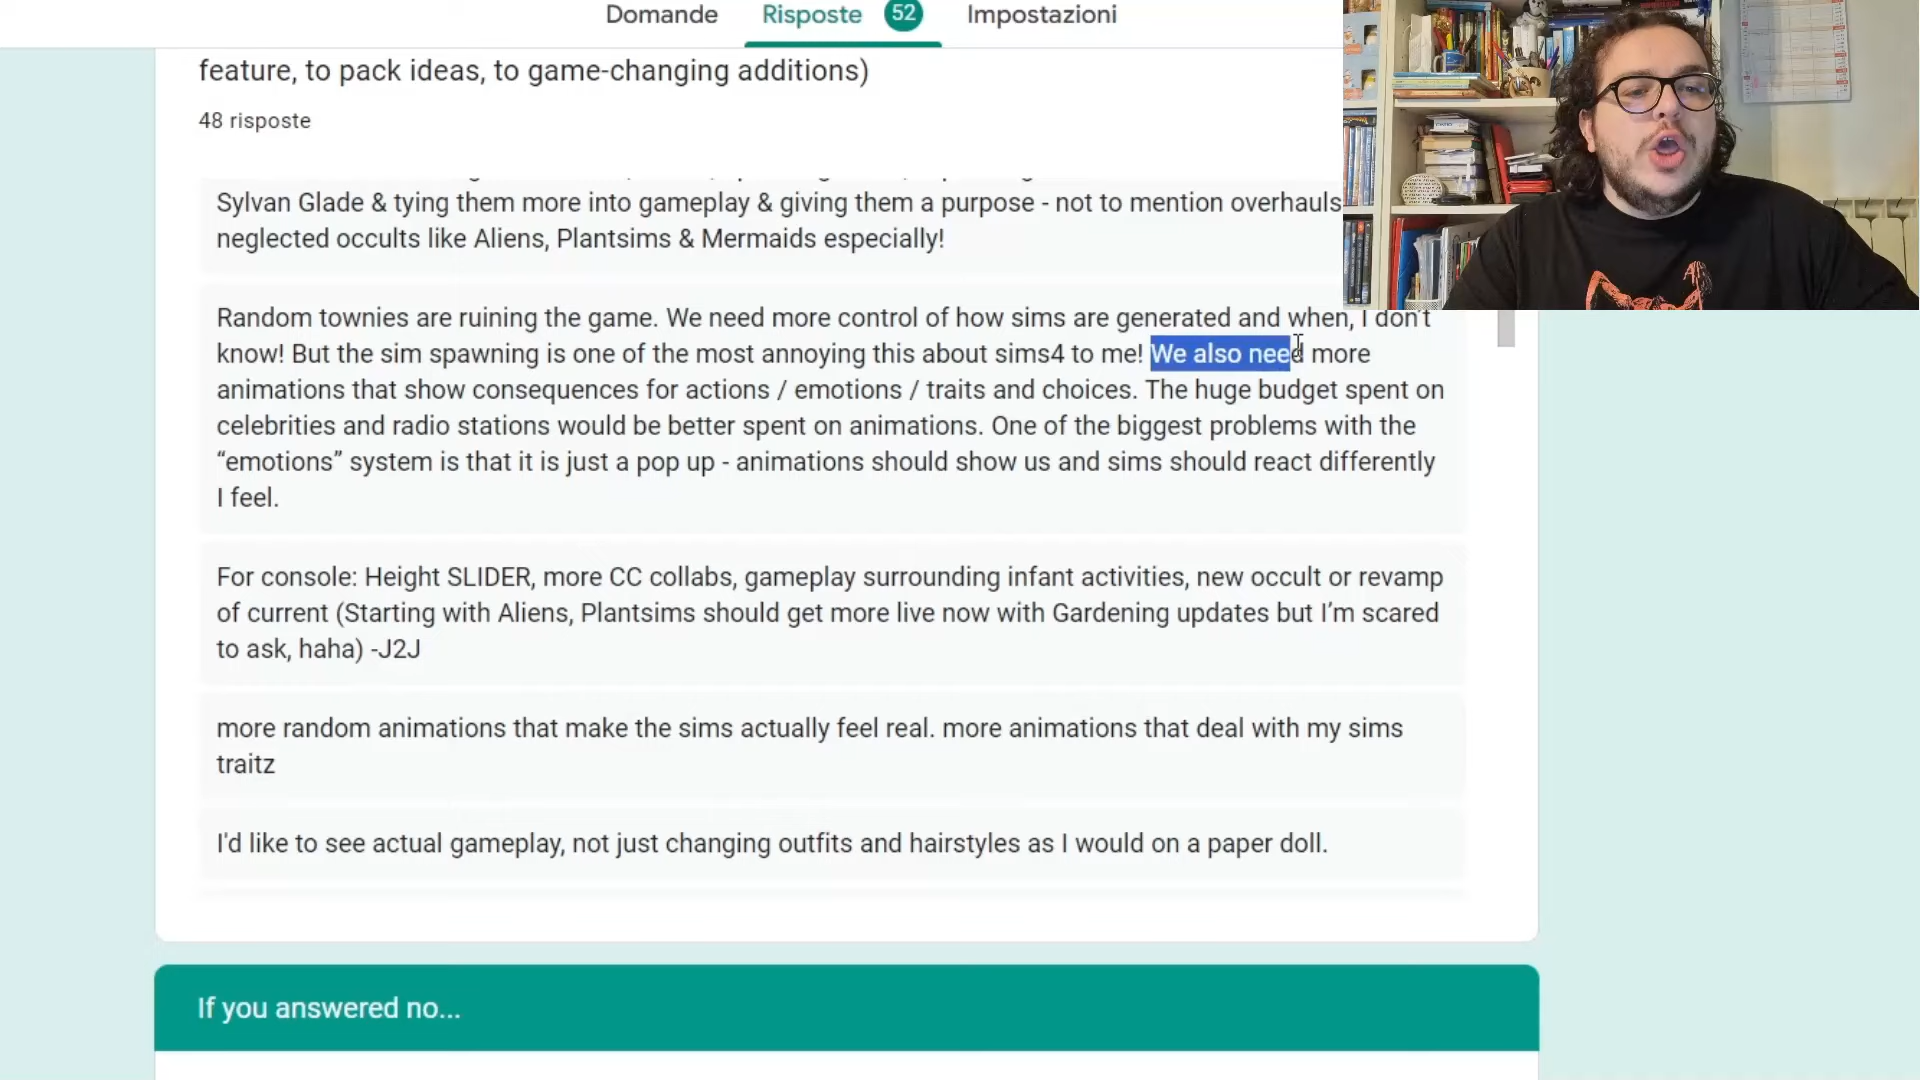 Domande
Risposte
52
Impostazioni
feature, to pack ideas, to game-changing additions)
48 risposte
Sylvan Glade & tying them more into gameplay & giving them a purpose - not to mention overhauls
neglected occults like Aliens, Plantsims & Mermaids especially!
Random townies are ruining the game. We need more control of how sims are generated and when, I don't
know! But the sim spawning is one of the most annoying this about sims4 to me! We also need more
animations that show consequences for actions / emotions / traits and choices. The huge budget spent on
celebrities and radio stations would be better spent on animations. One of the biggest problems with the
“emotions” system is that it is just a pop up - animations should show us and sims should react differently
I feel.
For console: Height SLIDER, more CC collabs, gameplay surrounding infant activities, new occult or revamp
of current (Starting with Aliens, Plantsims should get more live now with Gardening updates but I’m scared
to ask, haha) -J2J
more random animations that make the sims actually feel real. more animations that deal with my sims
traitz
I'd like to see actual gameplay, not just changing outfits and hairstyles as I would on a paper doll.
If you answered no...